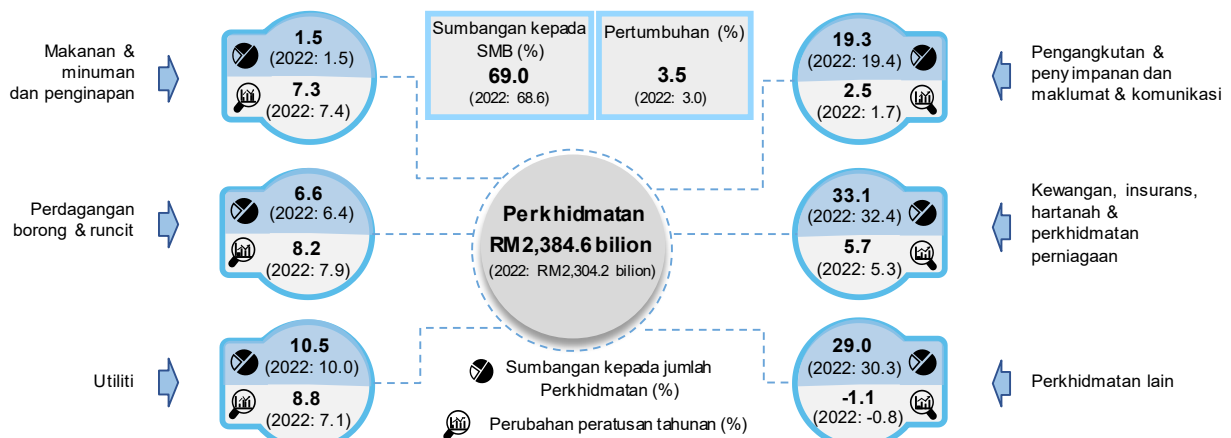 Makanan &
minuman
dan penginapan
1.5
(2022: 1.5)
7.3
(2022: 7.4)
Sumbangan kepada
SMB (%)
69.0
(2022: 68.6)
Pertumbuhan (%)
3.5
(2022: 3.0)
19.3
(2022: 19.4)
2.5
(2022: 1.7)
Pengangkutan &
penyimpanan dan
maklumat & komunikasi
Perdagangan
borong & runcit
6.6
(2022: 6.4)
8.2
(2022: 7.9)
Perkhidmatan
RM2,384.6 bilion
(2022: RM2,304.2 bilion)
33.1
(2022: 32.4)
5.7
(2022: 5.3)
Kewangan, insurans,
hartanah &
perkhidmatan
perniagaan
Utiliti
10.5
(2022: 10.0)
8.8
(2022: 7.1)
Sumbangan kepada jumlah
Perkhidmatan (%)
Perubahan peratusan tahunan (%)
29.0
(2022: 30.3)
-1.1
(2022: -0.8)
Perkhidmatan lain